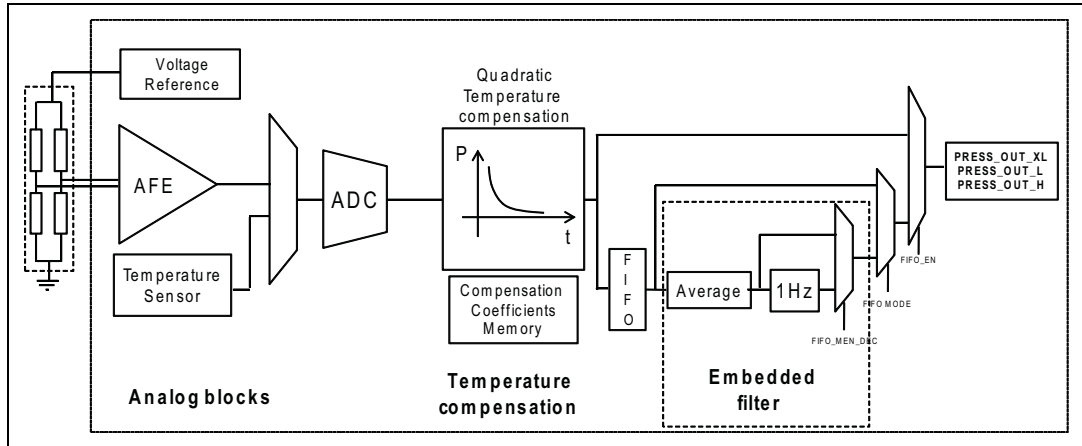 Voltage
Reference
AFE
Temperature
Sensor
ADC
Quadratic
Temperature
compensation
P
t
Compensation
Coefficients
Memory
F
I
F
O
Average
1Hz
FIFO_MEN_DEC
FIFO MODE
FIFO_EN
PRESS_OUT_XL
PRESS_OUT_L
PRESS_OUT_H
Analog blocks
Temperature
compensation
Embedded
filter